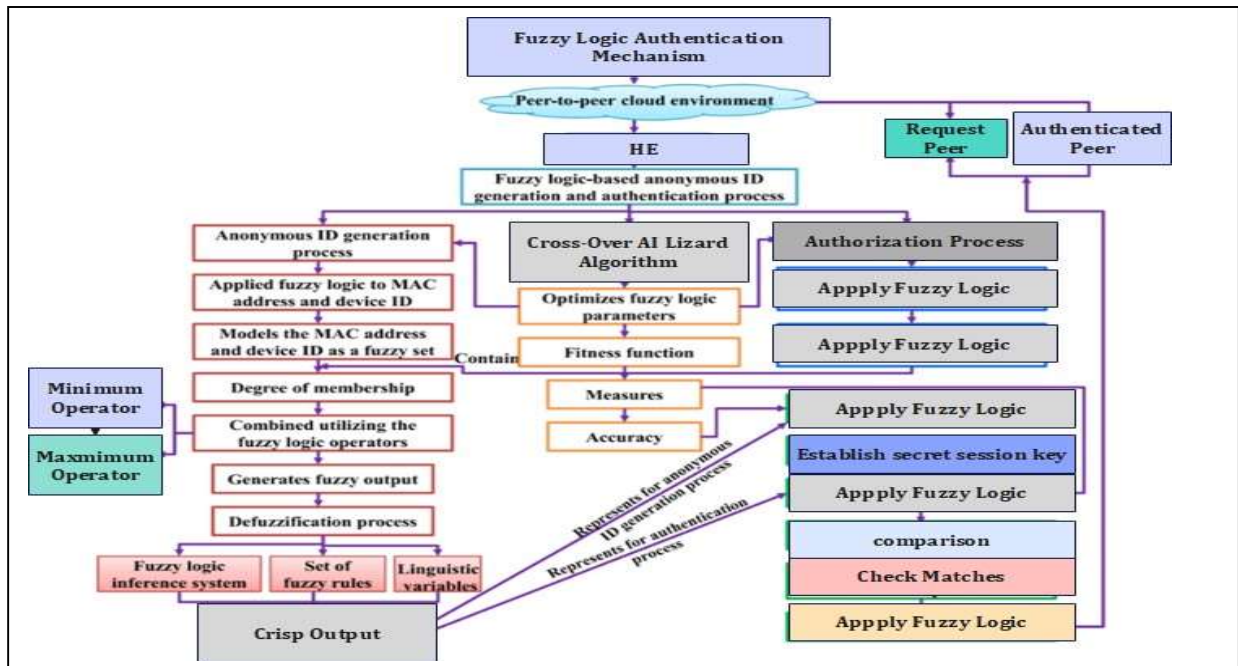 Fuzzy Logic Authentication
Mechanism
Peer-to-peer cloud environment
Request
Peer
Authenticated
Peer
HE
Fuzzy logic-based anonymous ID
generation and authentication process
Anonymous ID generation
process
Cross-Over AI Lizard
Algorithm
Authorization Process
Applied fuzzy logic to MAC
address and device ID
Optimizes fuzzy logic
parameters
Appply Fuzzy Logic
Models the MAC address
and device ID as a fuzzy set
Contain
Fitness function
Appply Fuzzy Logic
Minimum
Operator
Degree of membership
Measures
Appply Fuzzy Logic
Maxmimum
Operator
Combined utilizing the
fuzzy logic operators
Accuracy
Establish secret session key
Generates fuzzy output
Represents for anonymous
ID generation process
Appply Fuzzy Logic
Defuzzification process
Represents for authentication
process
comparison
Fuzzy logic
inference system
Set of
fuzzy rules
Linguistic
variables
Check Matches
Crisp Output
Appply Fuzzy Logic